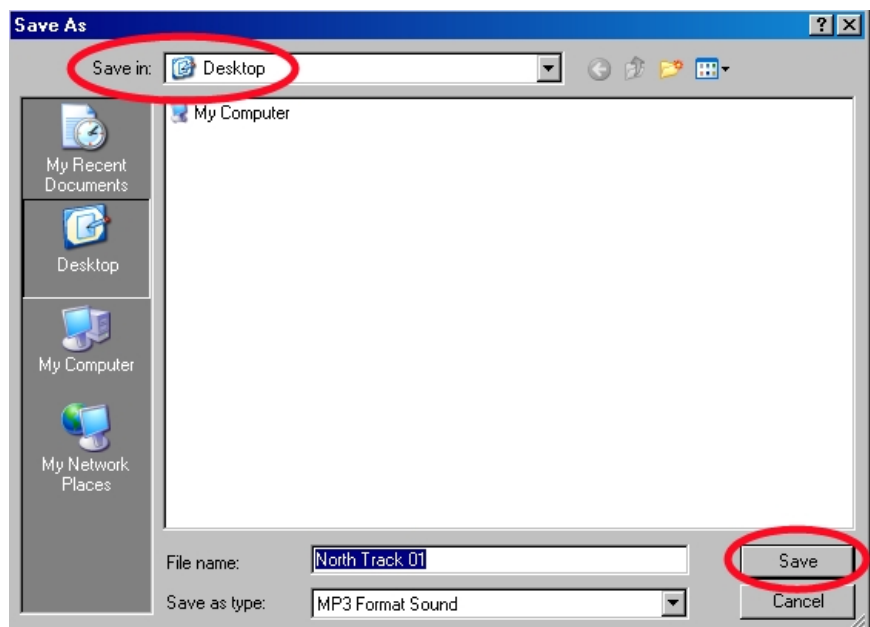 Save As
Save in: Desktop
My Computer
My Recent
Documents
Desktop
My Computer
My Network
Places
File name: North Track 01 Save
Save as type: MP3 Format Sound Cancel